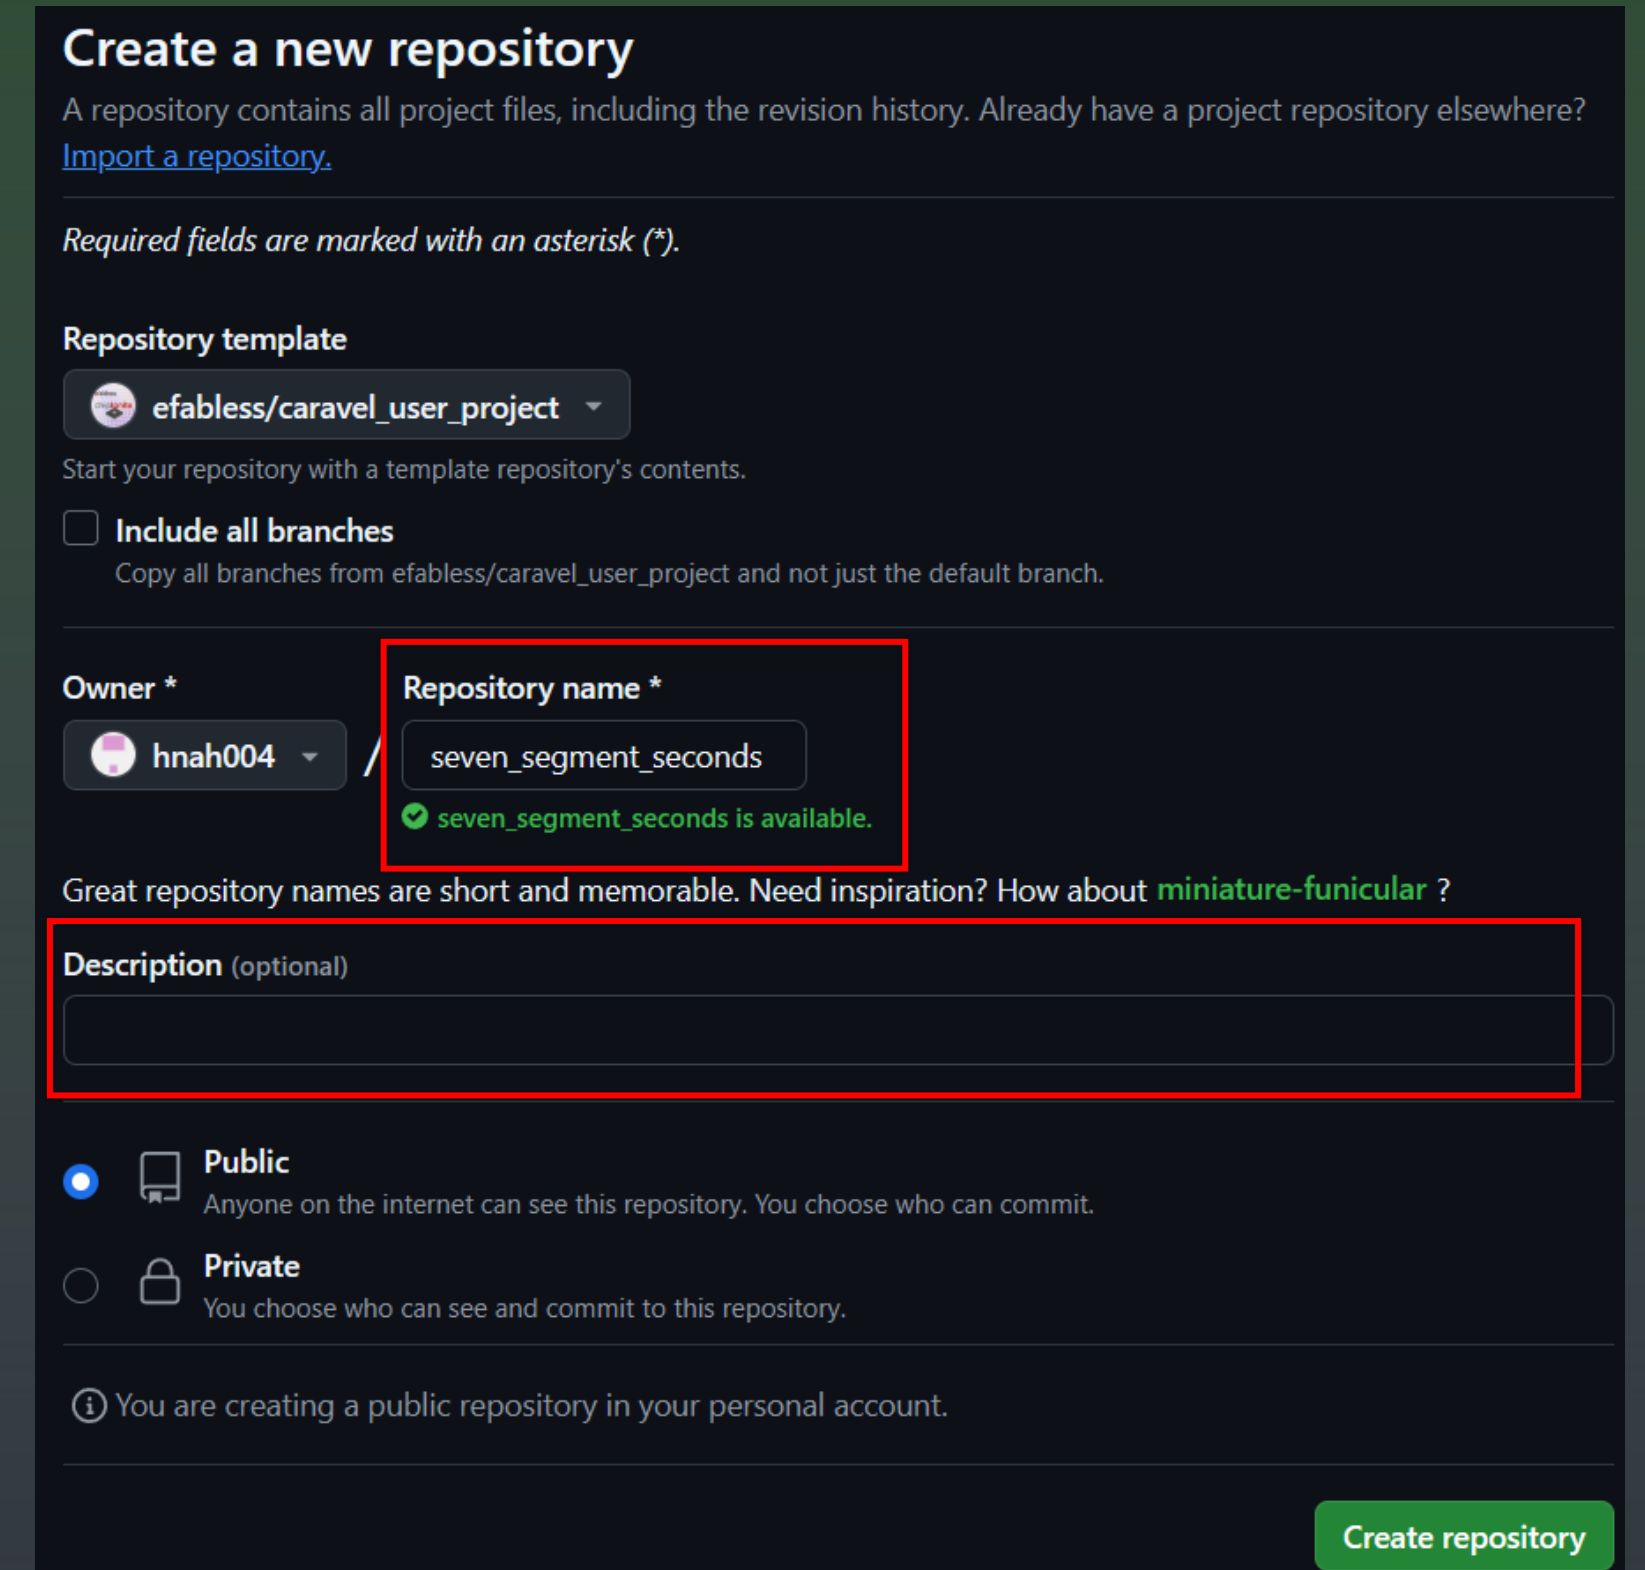 Create a new repository
A repository contains all project files, including the revision history. Already have a project repository elsewhere?
Import a repository.
Required fields are marked with an asterisk (*).
Repository template
efabless/caravel_user_project
Start your repository with a template repository's contents.
Include all branches
Copy all branches from efabless/caravel_user_project and not just the default branch.
Owner *
Repository name *
hnah004 / seven_segment_seconds
seven_segment_seconds is available.
Great repository names are short and memorable. Need inspiration? How about miniature-funicular ?
Description (optional)
Public
Anyone on the internet can see this repository. You choose who can commit.
Private
You choose who can see and commit to this repository.
You are creating a public repository in your personal account.
Create repository